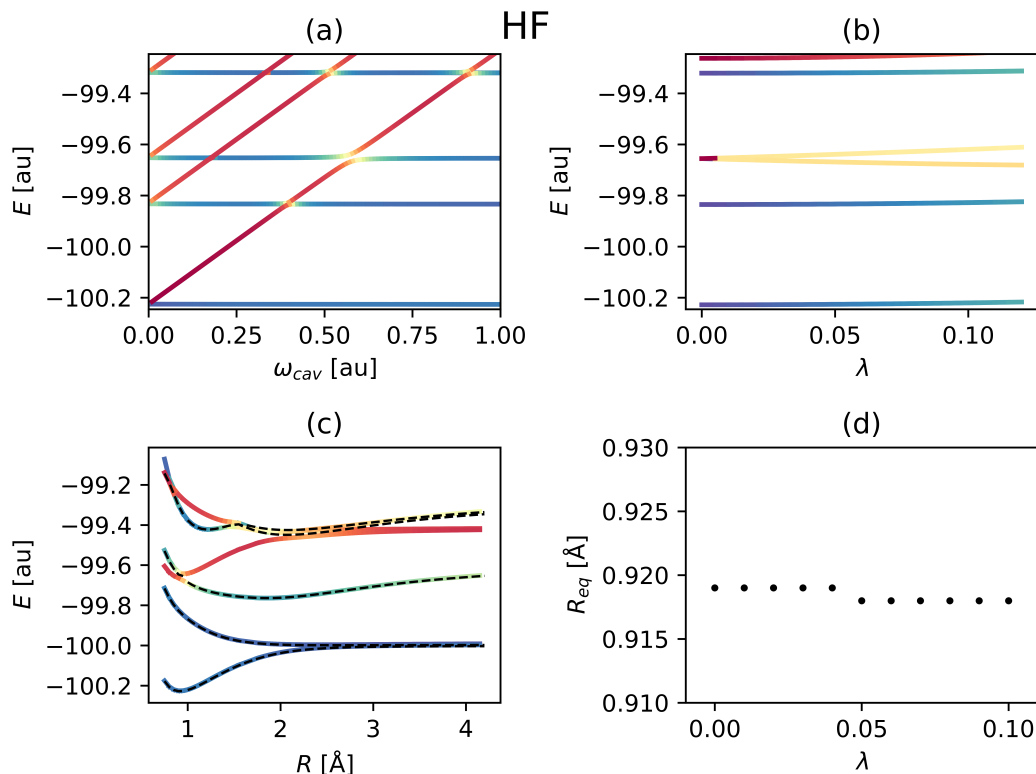 HF
(a)
E [au]
−99.4
−99.6
−99.8
−100.0
−100.2
0.00 0.25 0.50 0.75 1.00
ω_cav [au]
(b)
E [au]
−99.4
−99.6
−99.8
−100.0
−100.2
0.00 0.05 0.10
λ
(c)
E [au]
−99.2
−99.4
−99.6
−99.8
−100.0
−100.2
1 2 3 4
R [Å]
(d)
R_eq [Å]
0.930
0.925
0.920
0.915
0.910
0.00 0.05 0.10
λ